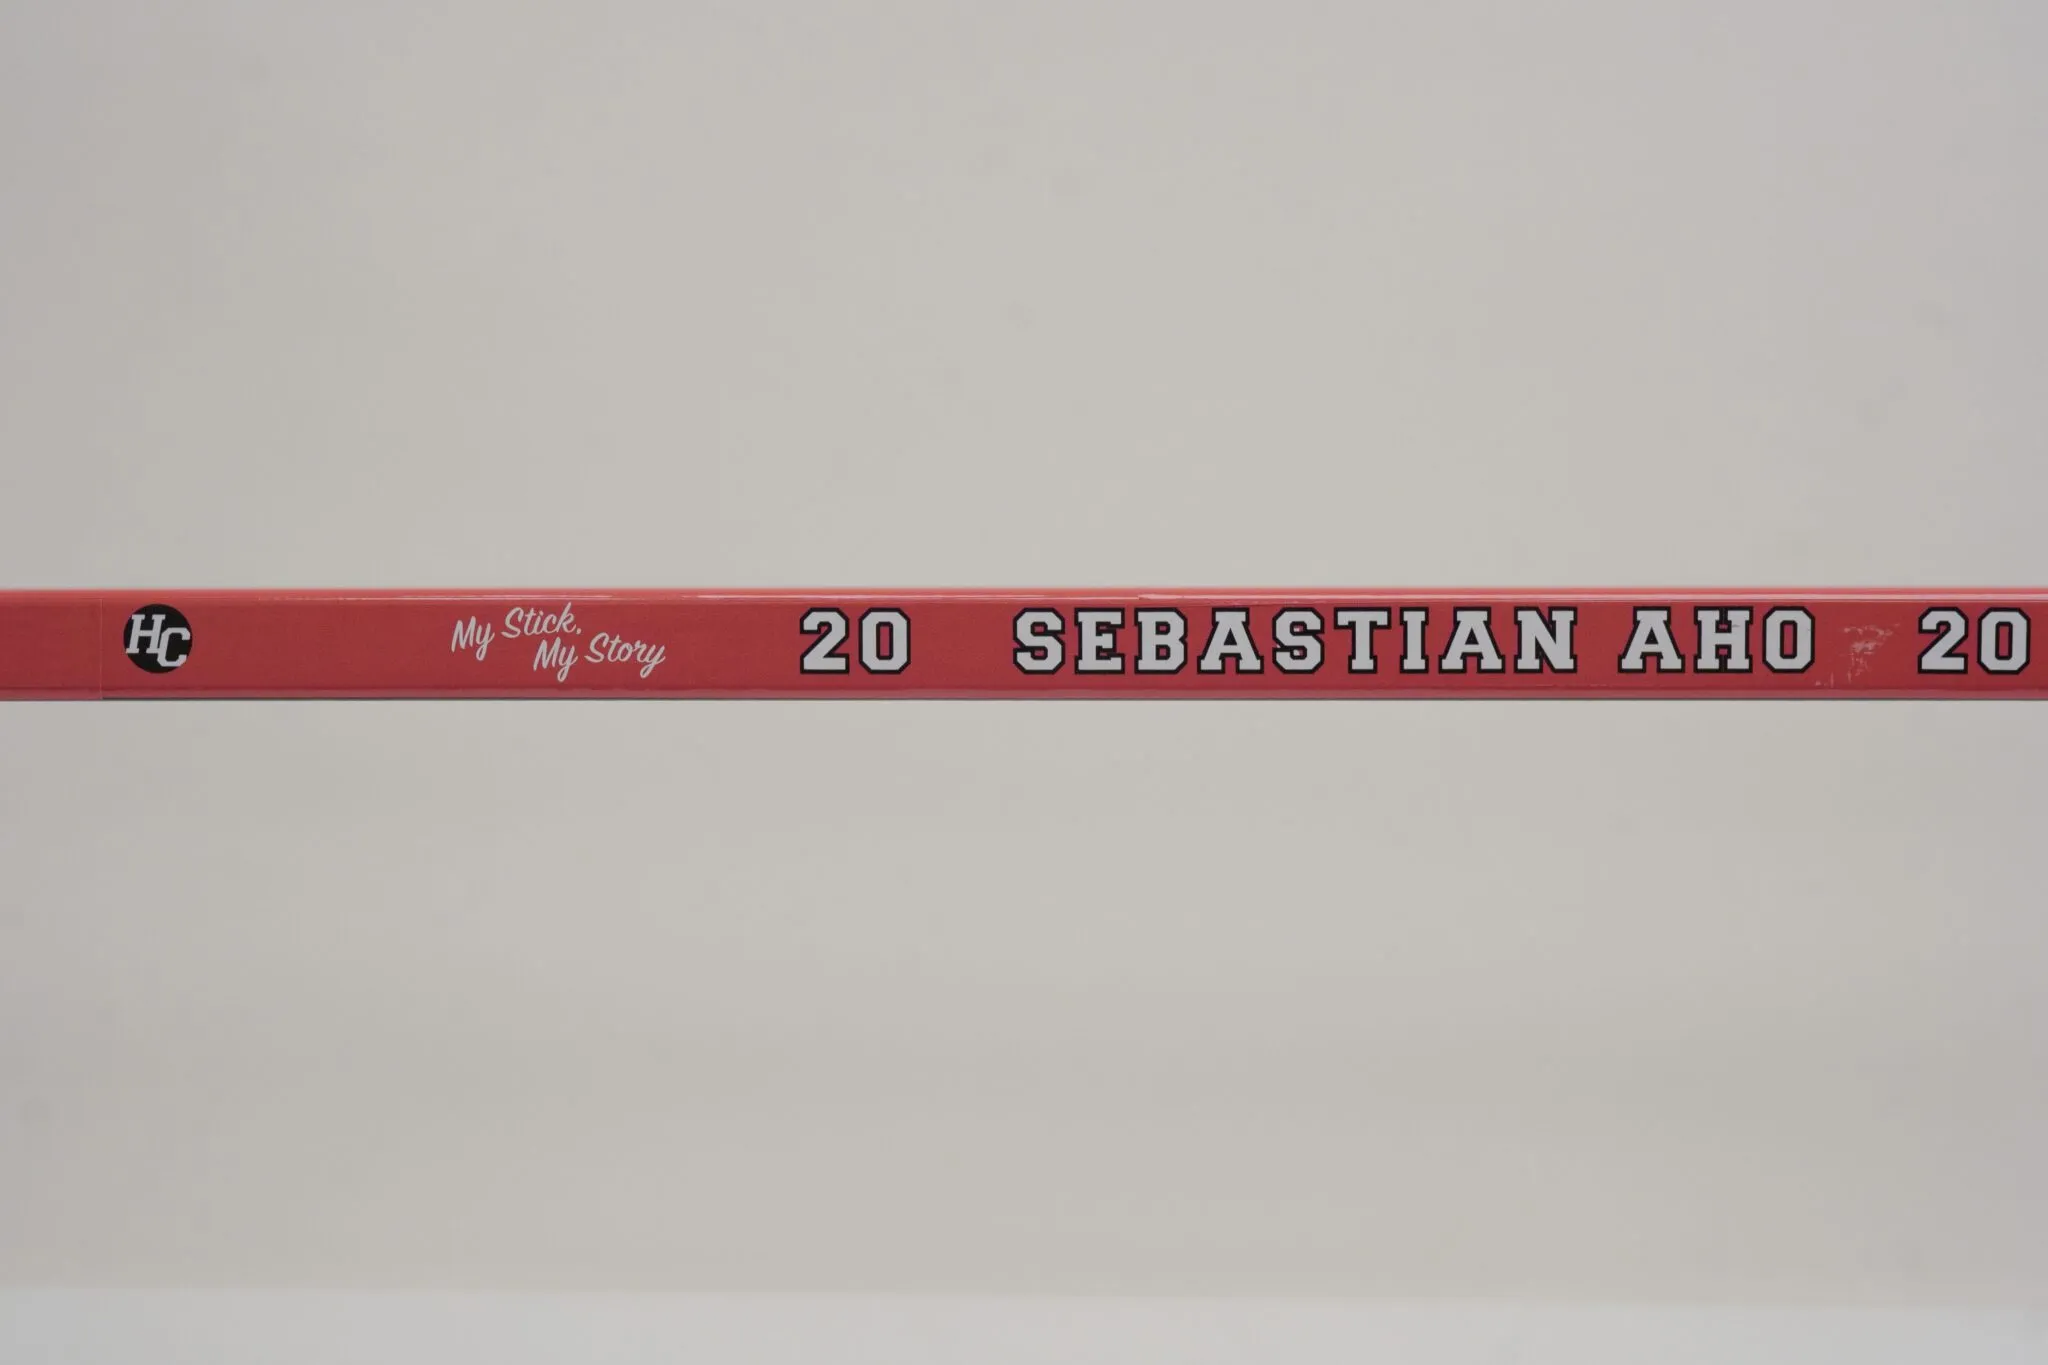 HC
My Stick,
My Story
20 SEBASTIAN AHO 20